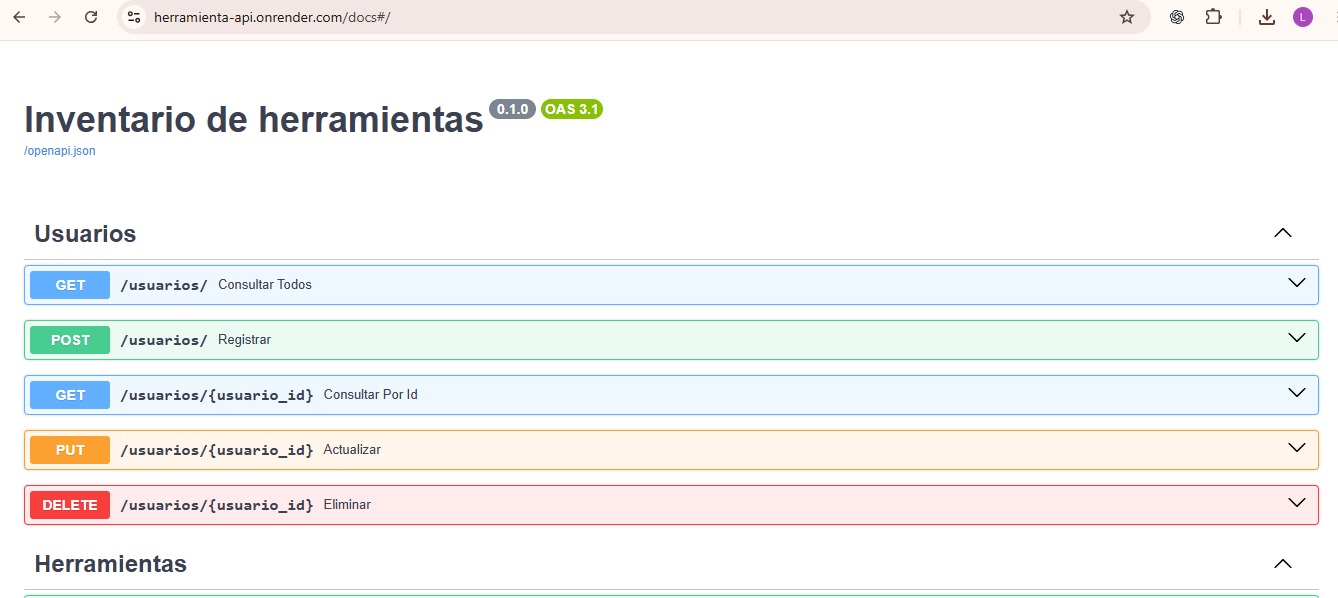 herramienta-api.onrender.com/docs#/
L
Inventario de herramientas 0.1.0 OAS 3.1
/openapi.json
Usuarios
GET /usuarios/ Consultar Todos
POST /usuarios/ Registrar
GET /usuarios/{usuario_id} Consultar Por Id
PUT /usuarios/{usuario_id} Actualizar
DELETE /usuarios/{usuario_id} Eliminar
Herramientas